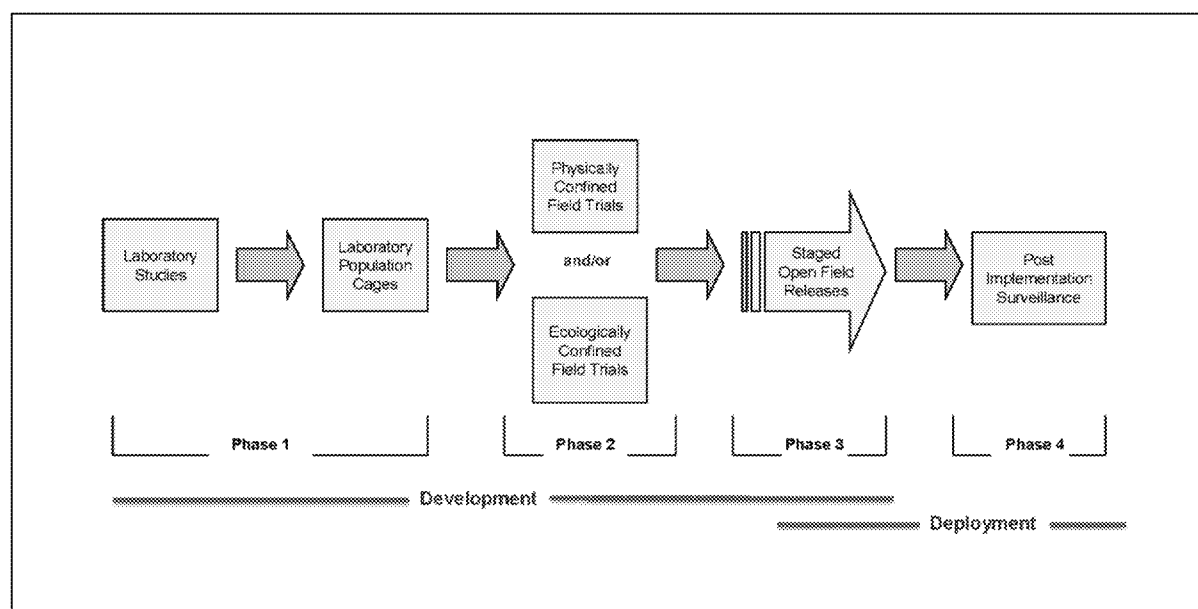 Laboratory
Studies
Laboratory
Population
Cages
Physically
Confined
Field Trials
and/or
Ecologically
Confined
Field Trials
Staged
Open Field
Releases
Post
Implementation
Surveillance
Phase 1
Phase 2
Phase 3
Phase 4
Development
Deployment